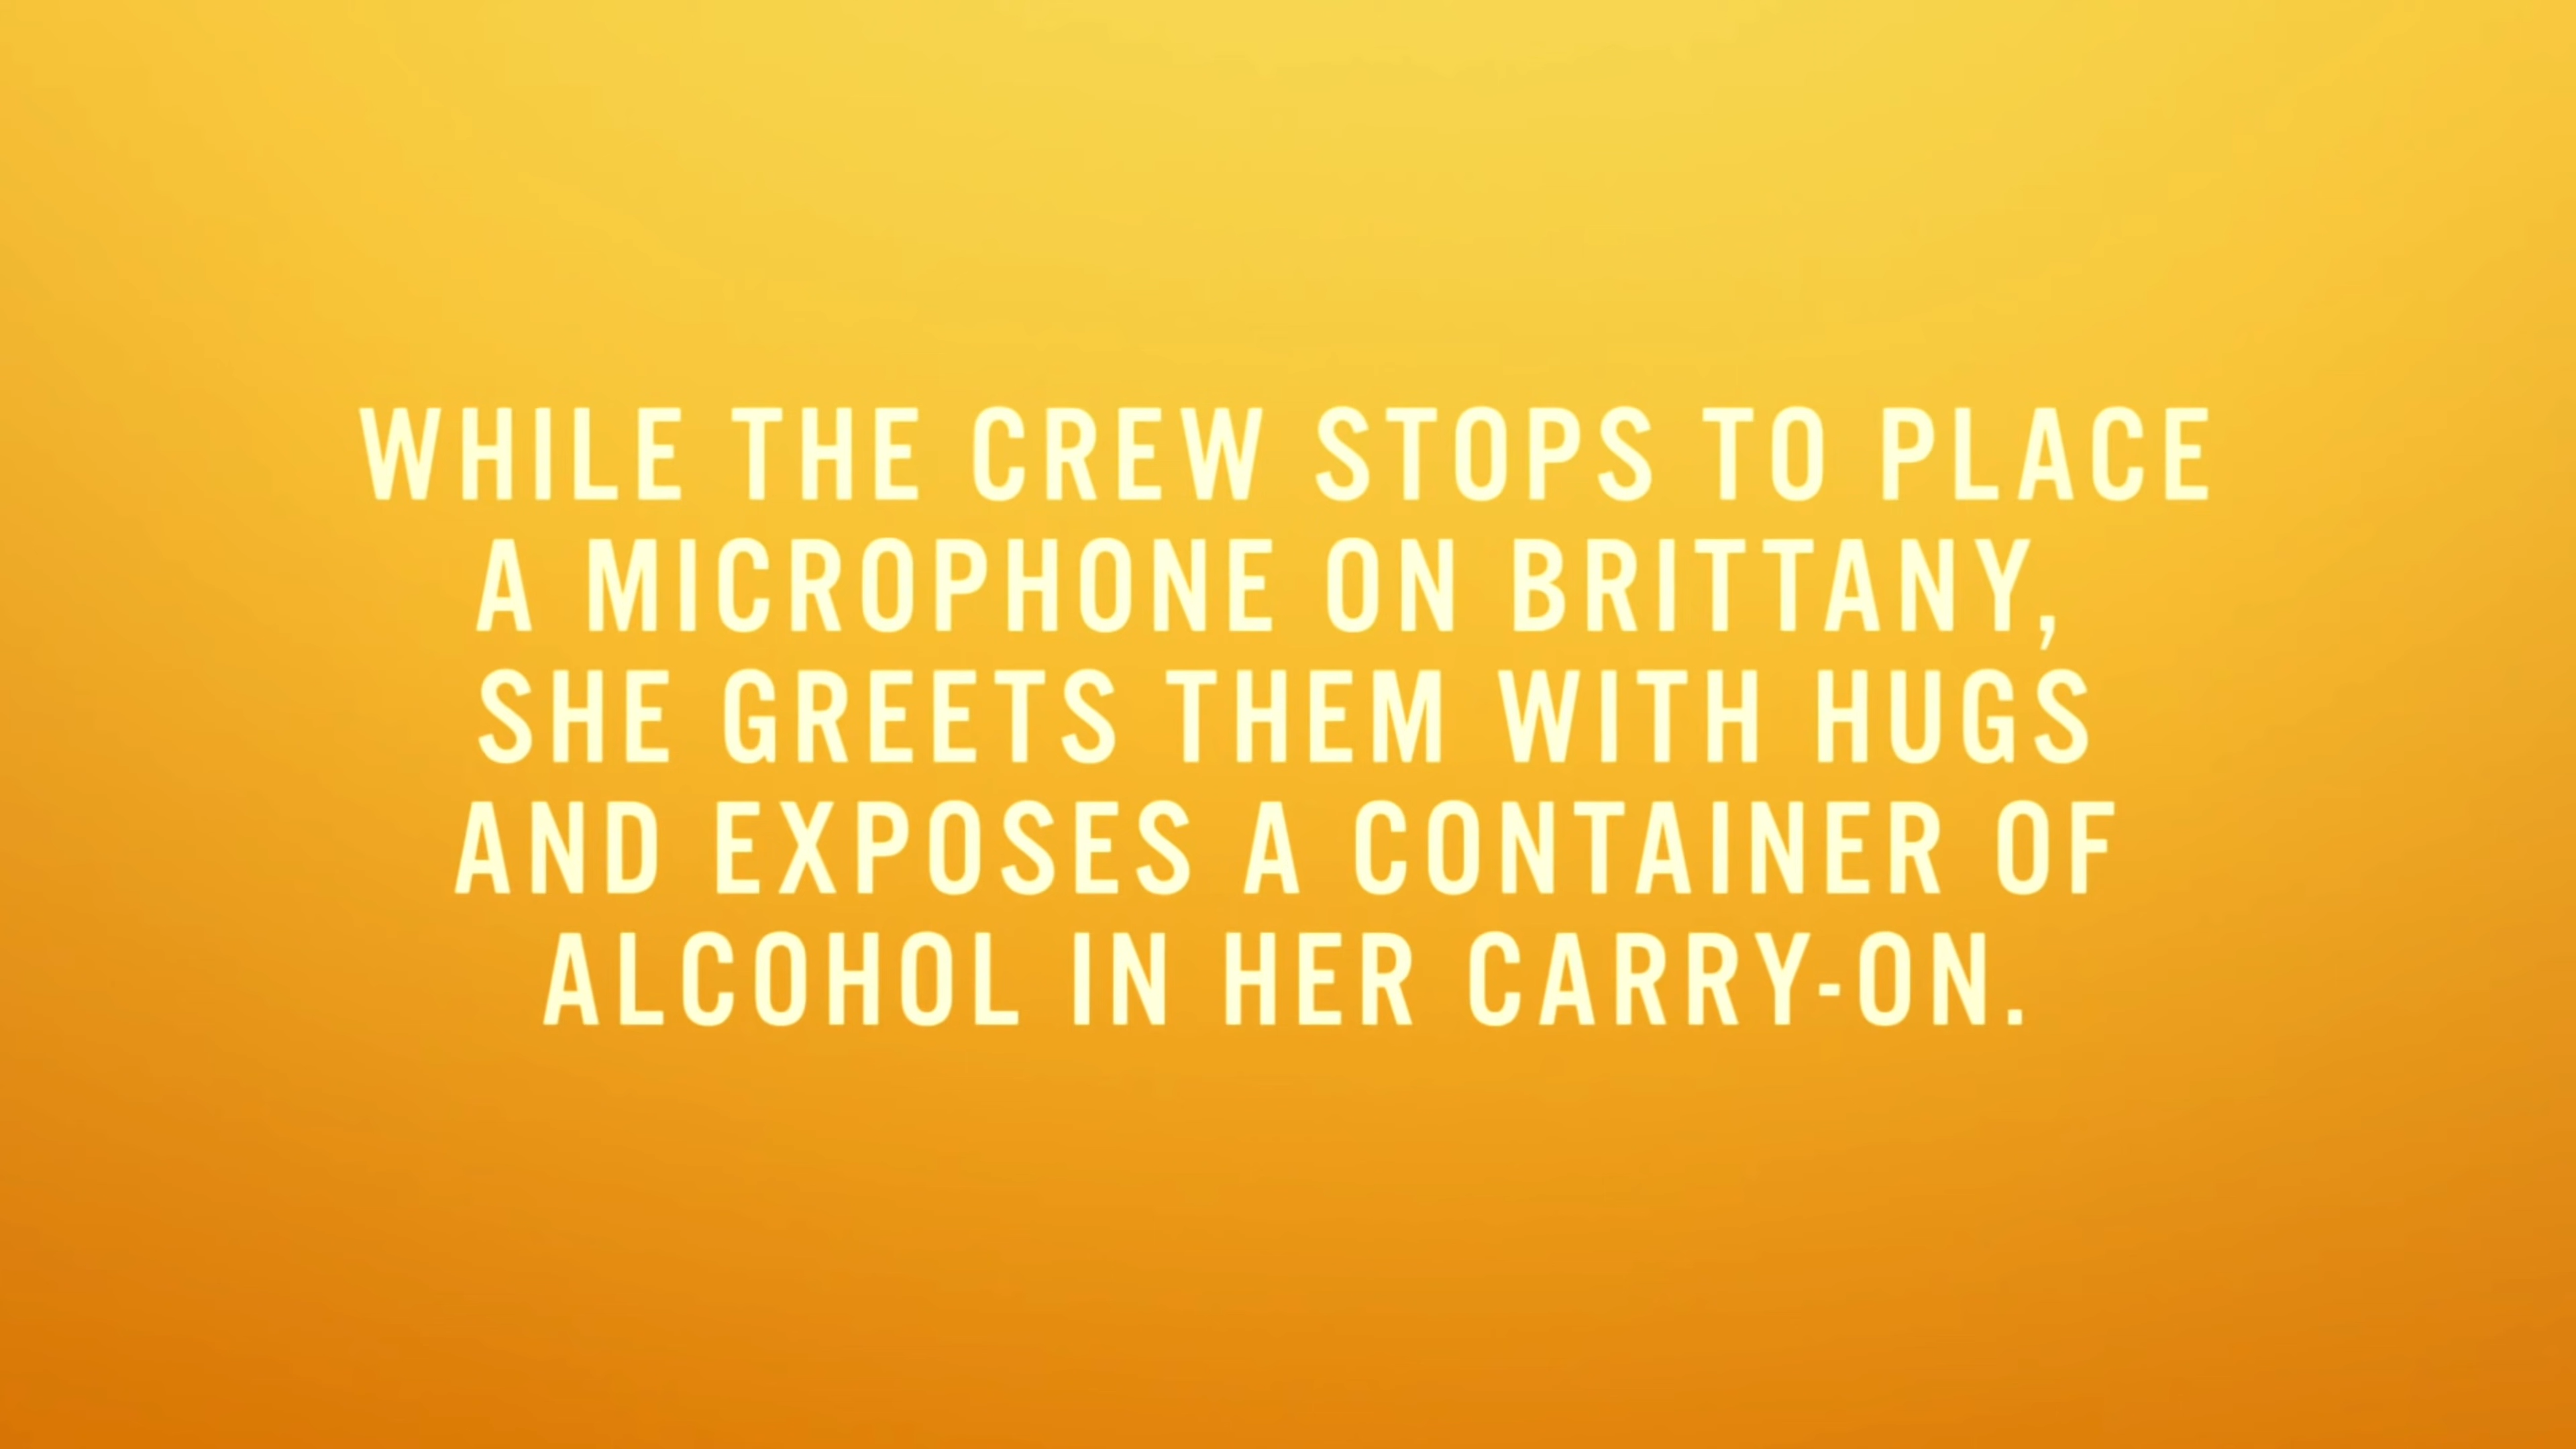 WHILE THE CREW STOPS TO PLACE
A MICROPHONE ON BRITTANY,
SHE GREETS THEM WITH HUGS
AND EXPOSES A CONTAINER OF
ALCOHOL IN HER CARRY-ON.